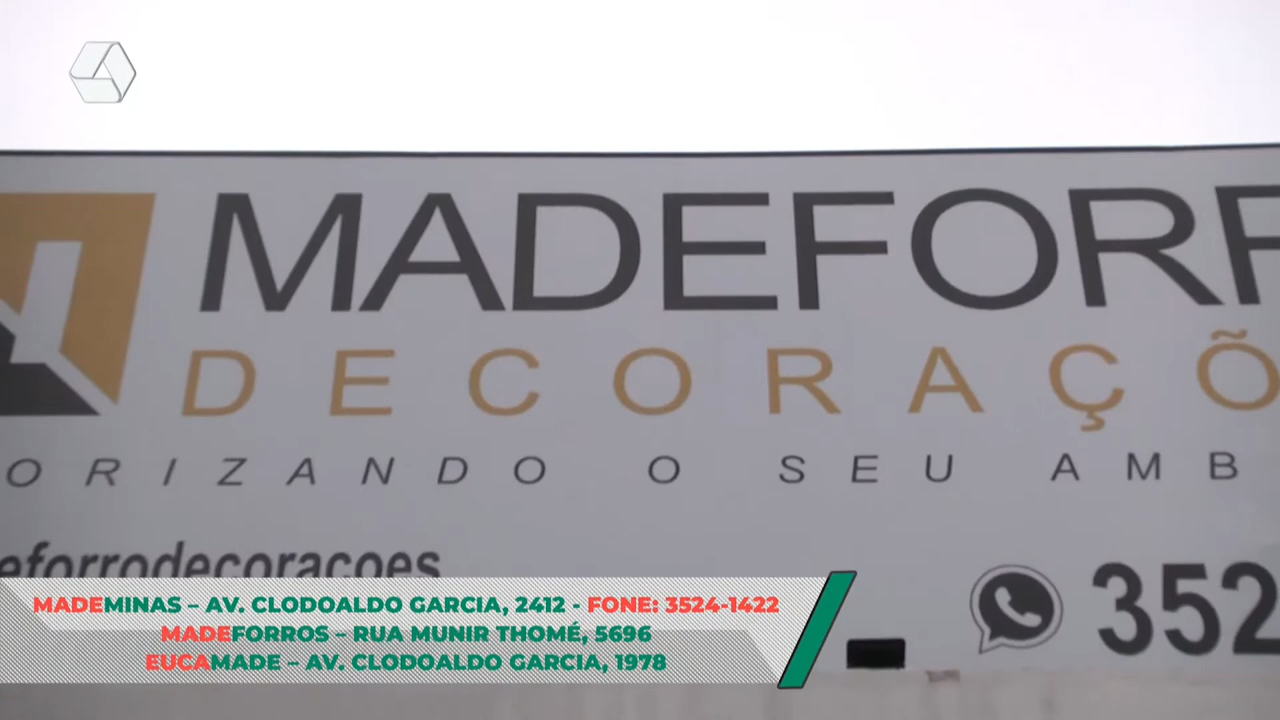 MADEFORR
DECORAÇÕ
ORIZANDO O SEU AMB
eforrodecoracoes
352
MADEMINAS – AV. CLODOALDO GARCIA, 2412 - FONE: 3524-1422
MADEFORROS – RUA MUNIR THOMÉ, 5696
EUCAMADE – AV. CLODOALDO GARCIA, 1978